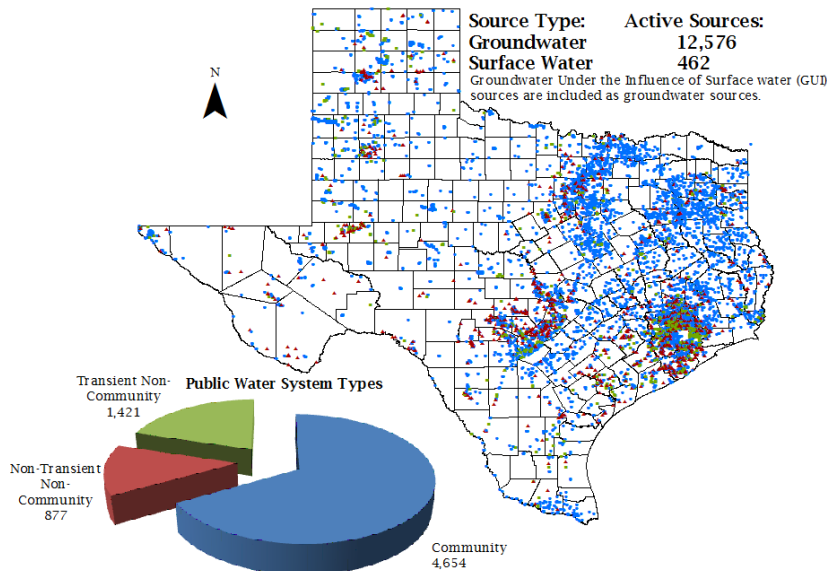 Source Type: Active Sources:
Groundwater 12,576
Surface Water 462
Groundwater Under the Influence of Surface water (GUI)
sources are included as groundwater sources.
N
Public Water System Types
Transient Non-
Community
1,421
Non-Transient
Non-
Community
877
Community
4,654